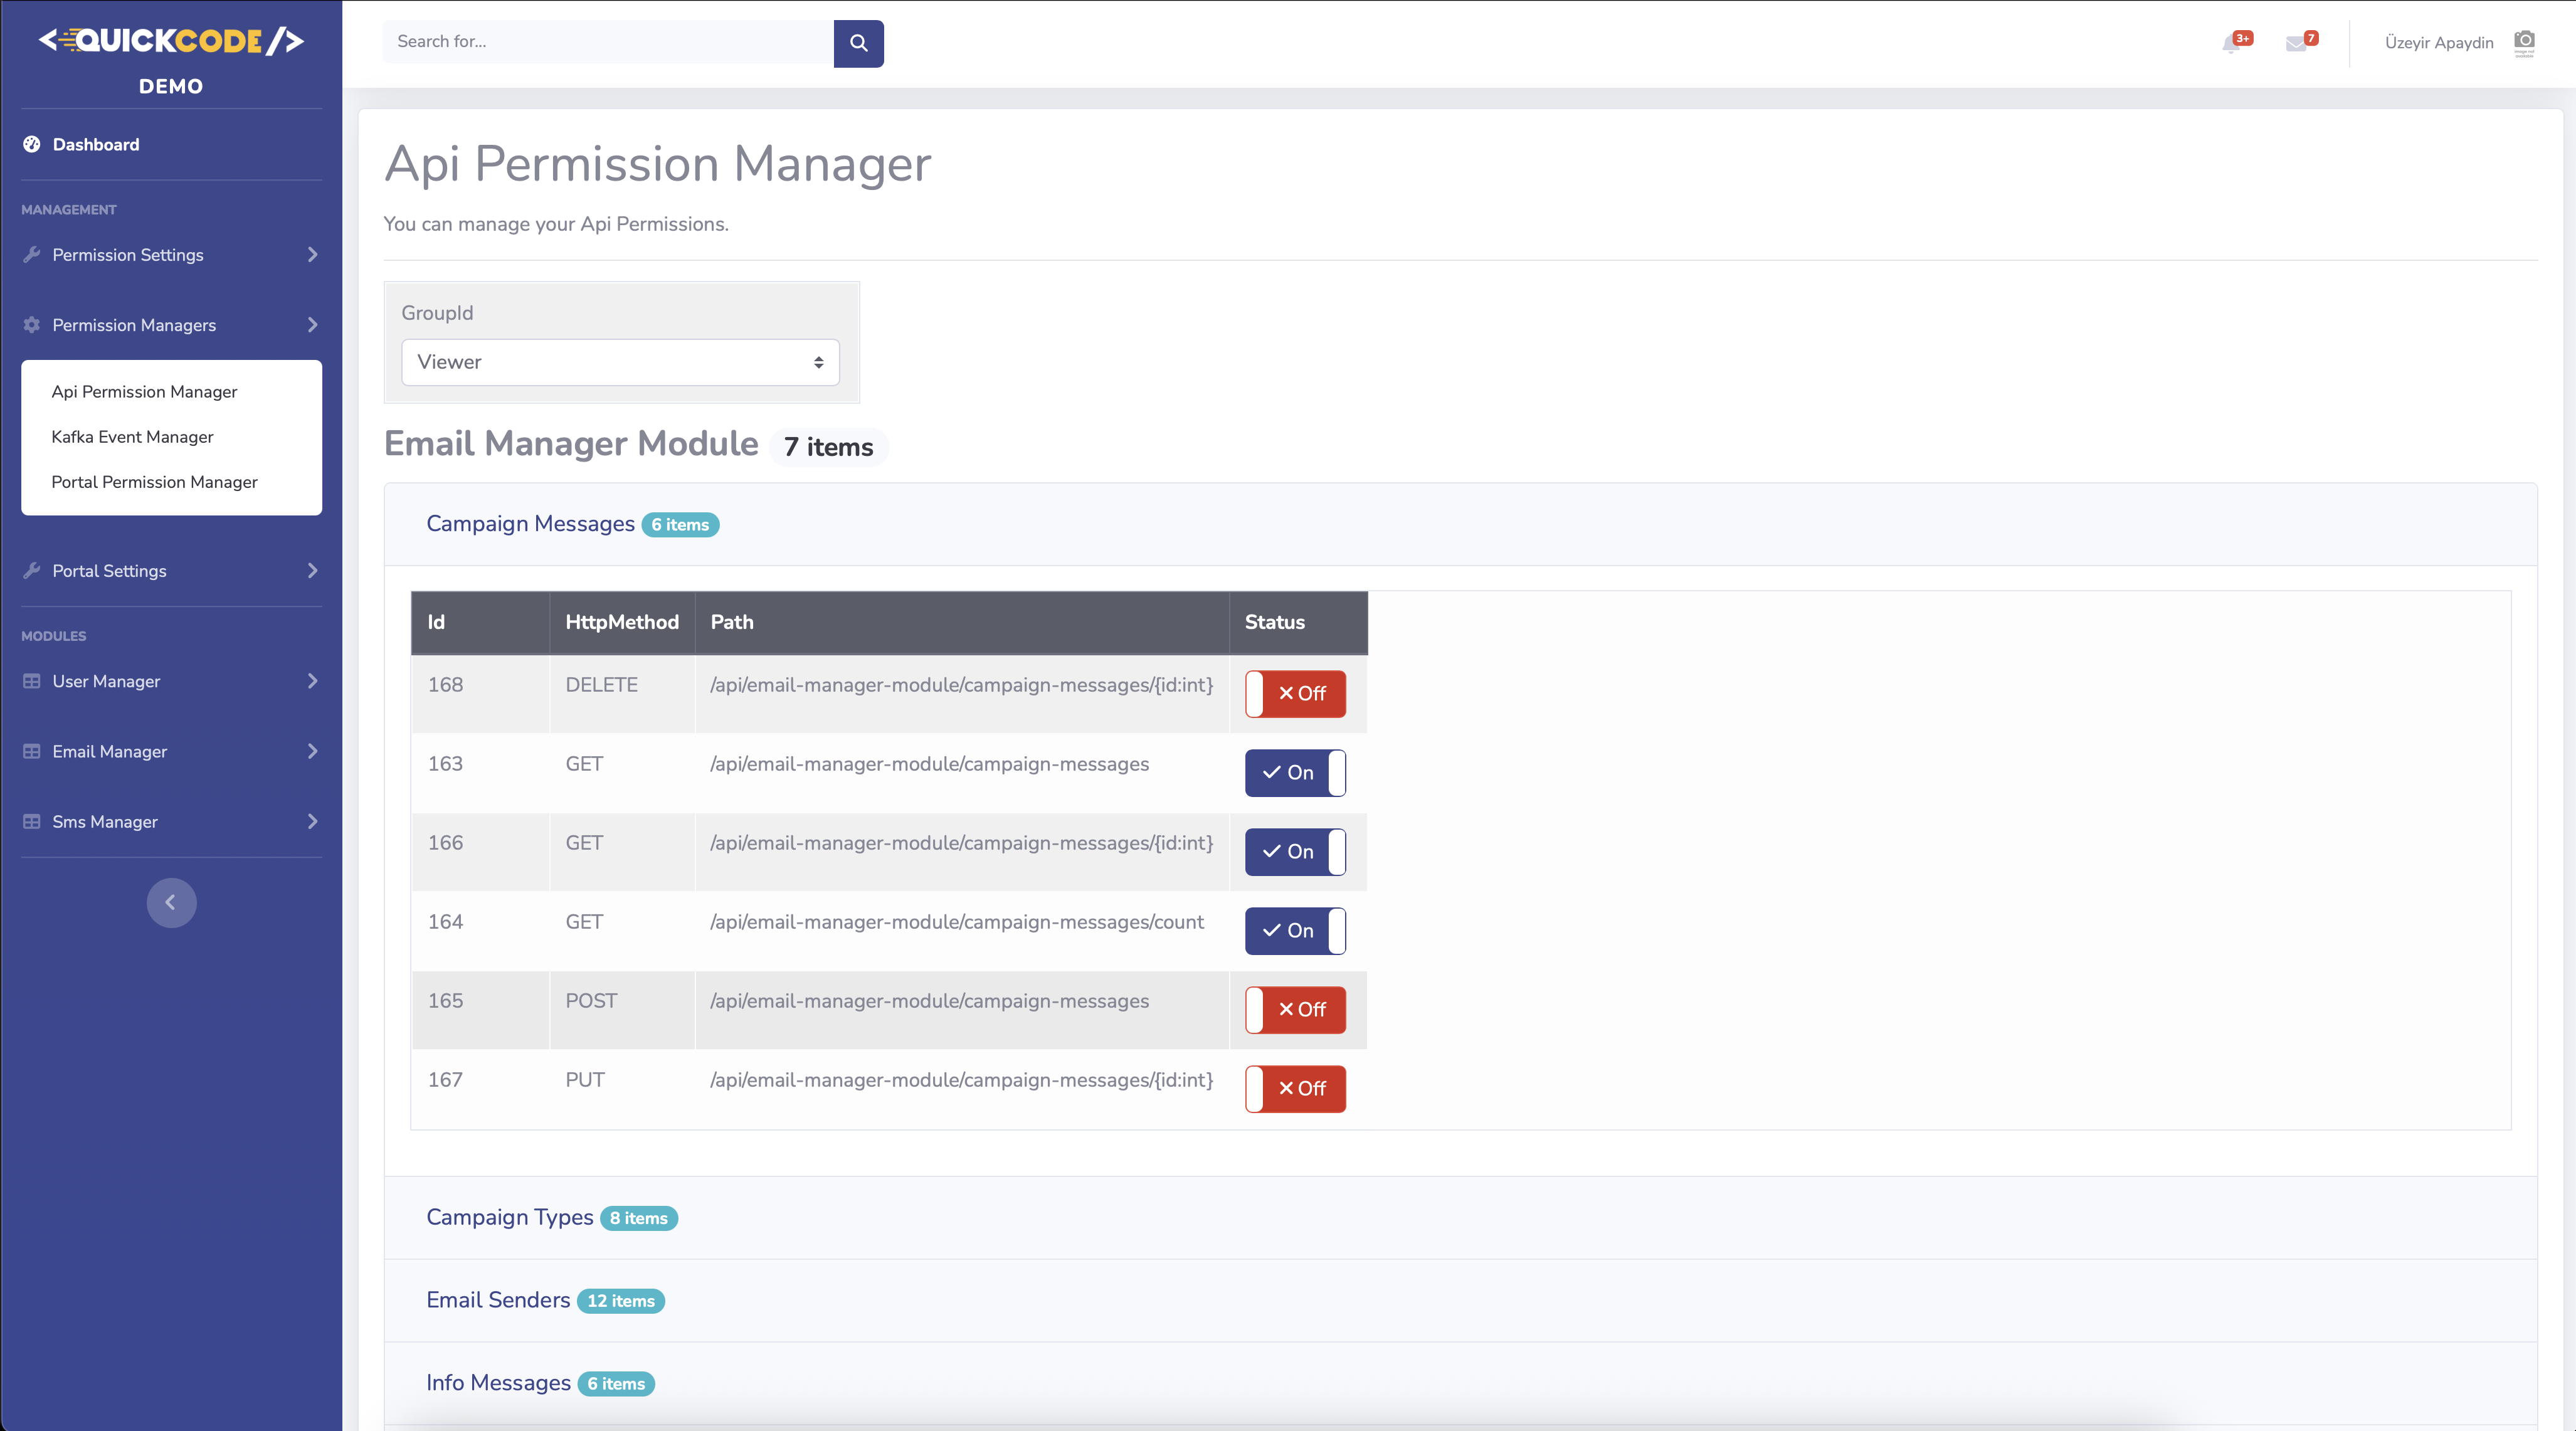 <QUICKCODE/>
DEMO
Dashboard
MANAGEMENT
Permission Settings
Permission Managers
Api Permission Manager
Kafka Event Manager
Portal Permission Manager
Portal Settings
MODULES
User Manager
Email Manager
Sms Manager
Search for...
3+
7
Üzeyir Apaydin
Api Permission Manager
You can manage your Api Permissions.
GroupId
Viewer
Email Manager Module 7 items
Campaign Messages 6 items
Id HttpMethod Path Status
168 DELETE /api/email-manager-module/campaign-messages/{id:int} Off
163 GET /api/email-manager-module/campaign-messages On
166 GET /api/email-manager-module/campaign-messages/{id:int} On
164 GET /api/email-manager-module/campaign-messages/count On
165 POST /api/email-manager-module/campaign-messages Off
167 PUT /api/email-manager-module/campaign-messages/{id:int} Off
Campaign Types 8 items
Email Senders 12 items
Info Messages 6 items